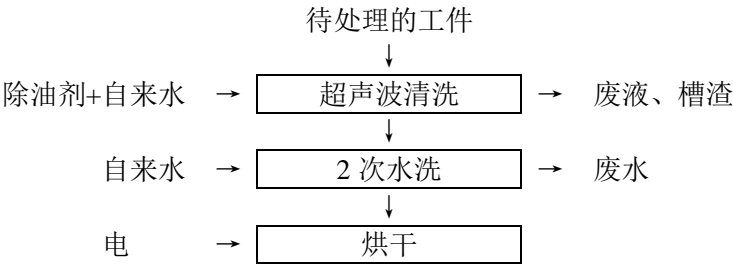 待处理的工件
除油剂+自来水 → 超声波清洗 → 废液、槽渣
自来水 → 2 次水洗 → 废水
电 → 烘干